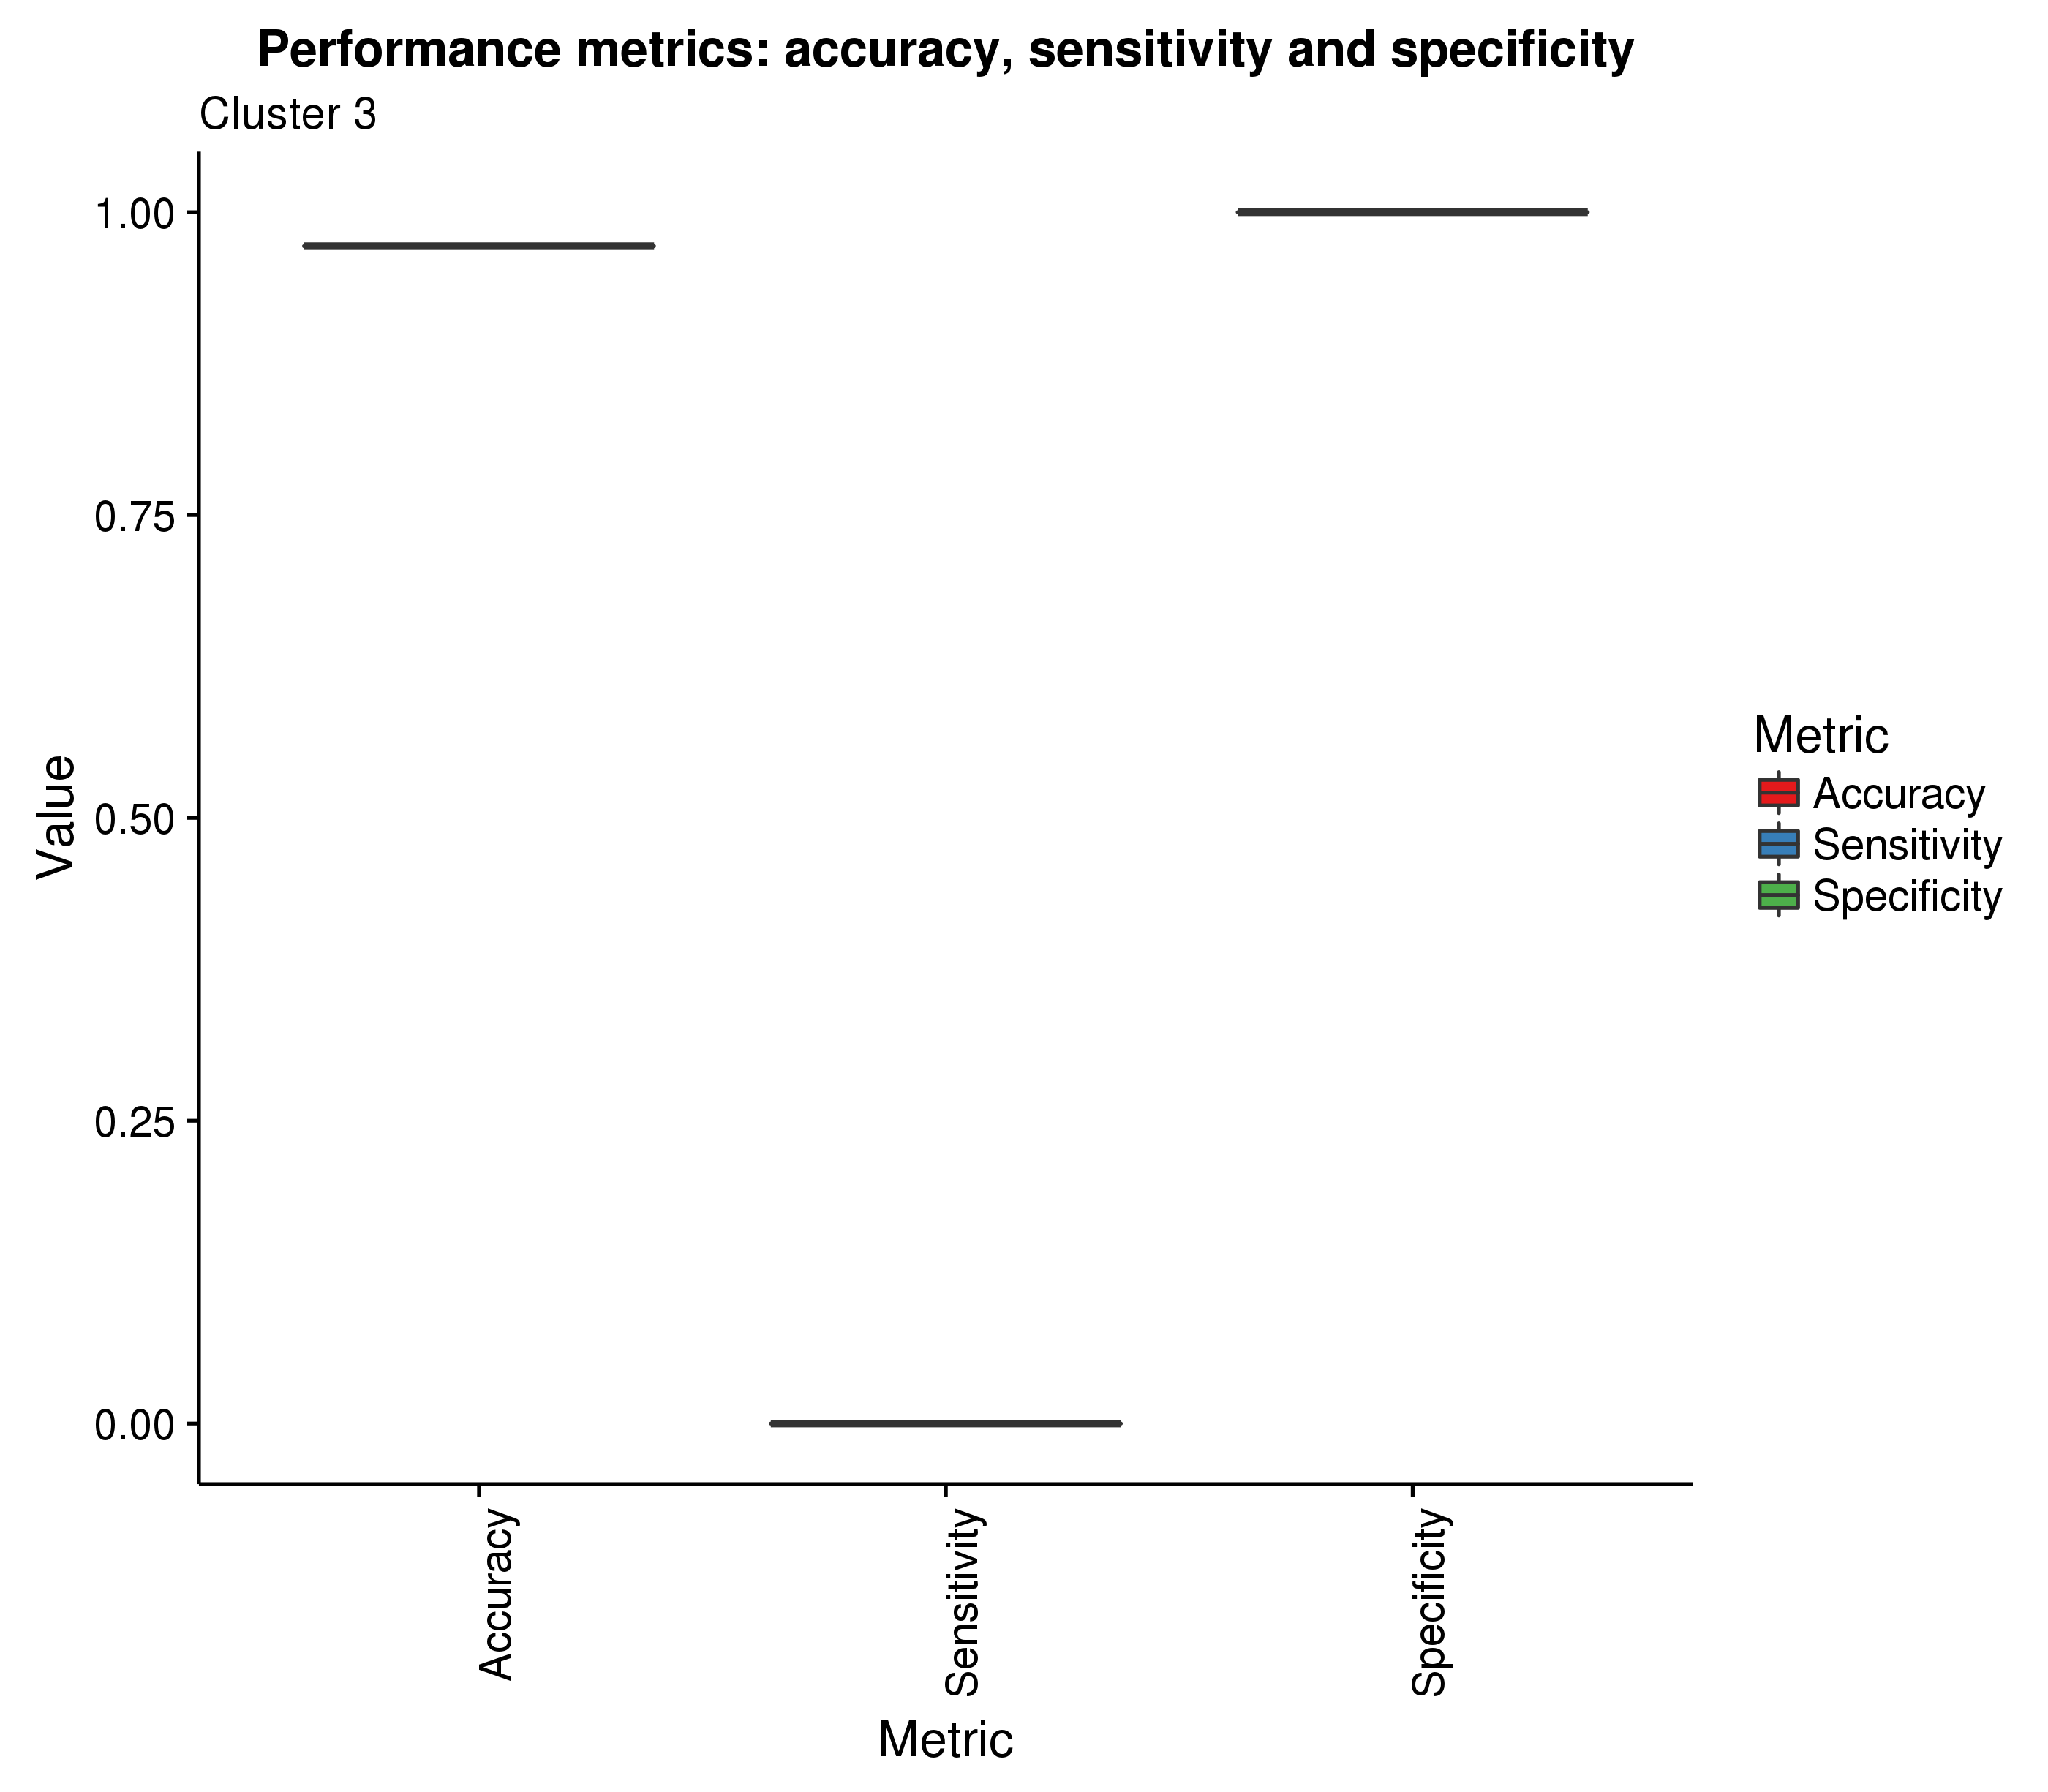 Performance metrics: accuracy, sensitivity and specificity
Cluster 3
1.00
0.75
0.50
0.25
0.00
Value
Accuracy
Sensitivity
Specificity
Metric
Metric
Accuracy
Sensitivity
Specificity